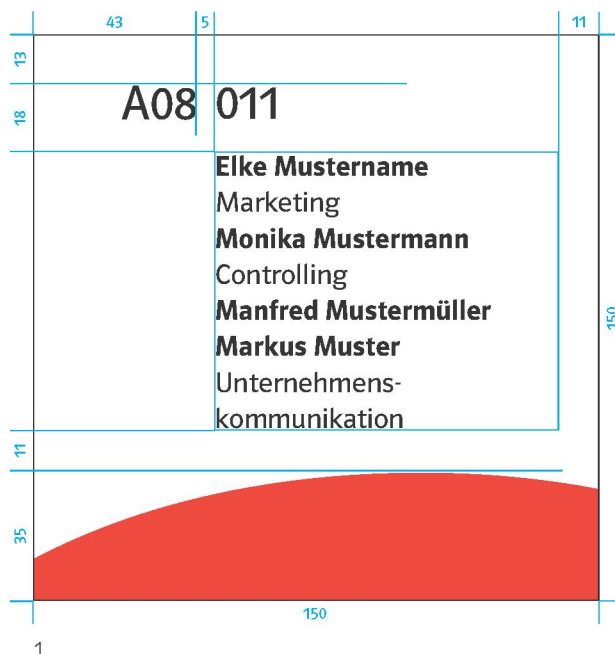 43 5 11
13
18
A08 011
Elke Mustername
Marketing
Monika Mustermann
Controlling
Manfred Mustermüller
Markus Muster
Unternehmens-
kommunikation
150
11
35
150
1